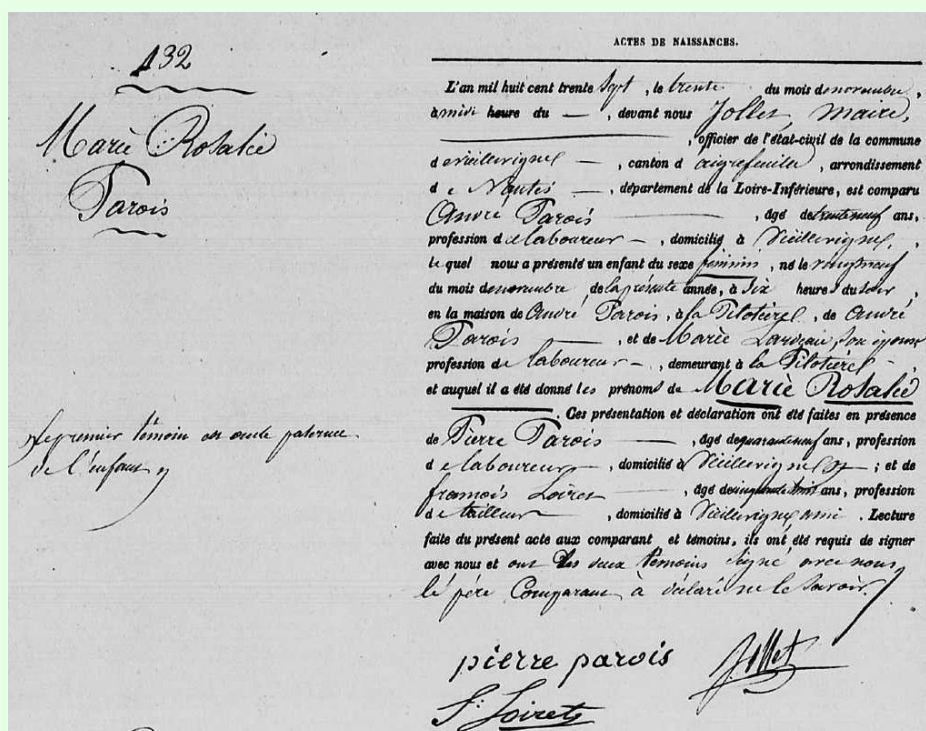 132
Marie Rosalie
Parois
Le premier témoin est oncle paternel
de l'enfant
ACTES DE NAISSANCES.
L'an mil huit cent trente sept, le trente du mois de novembre,
à midi heure du —, devant nous Jollet, maire,
, officier de l'état-civil de la commune
de vieillevigne —, canton d'aigrefeuille, arrondissement
de Nantes —, département de la Loire-Inférieure, est comparu
André Parois —, âgé de trente neuf ans,
profession de laboureur —, domicilié à Vieillevigne,
lequel nous a présenté un enfant du sexe féminin, né le vingt neuf
du mois de novembre de la présente année, à six heures du soir,
en la maison de André Parois, à la Pilotière, de André
Parois —, et de Marie Lardeau son épouse
profession de laboureur —, demeurant à la Pilotière —
et auquel il a été donné les prénoms de Marie Rosalie
—. Ces présentation et déclaration ont été faites en présence
de Pierre Parois —, âgé de quarante neuf ans, profession
de laboureur —, domicilié à Vieillevigne —; et de
françois Loiret —, âgé de ans, profession
de tailleur —, domicilié à Vieillevigne, ami. Lecture
faite du présent acte aux comparant et témoins, ils ont été requis de signer
avec nous et ont les deux témoins signé avec nous
le père Comparant à déclaré ne le savoir
pierre parois Jollet
Loiret